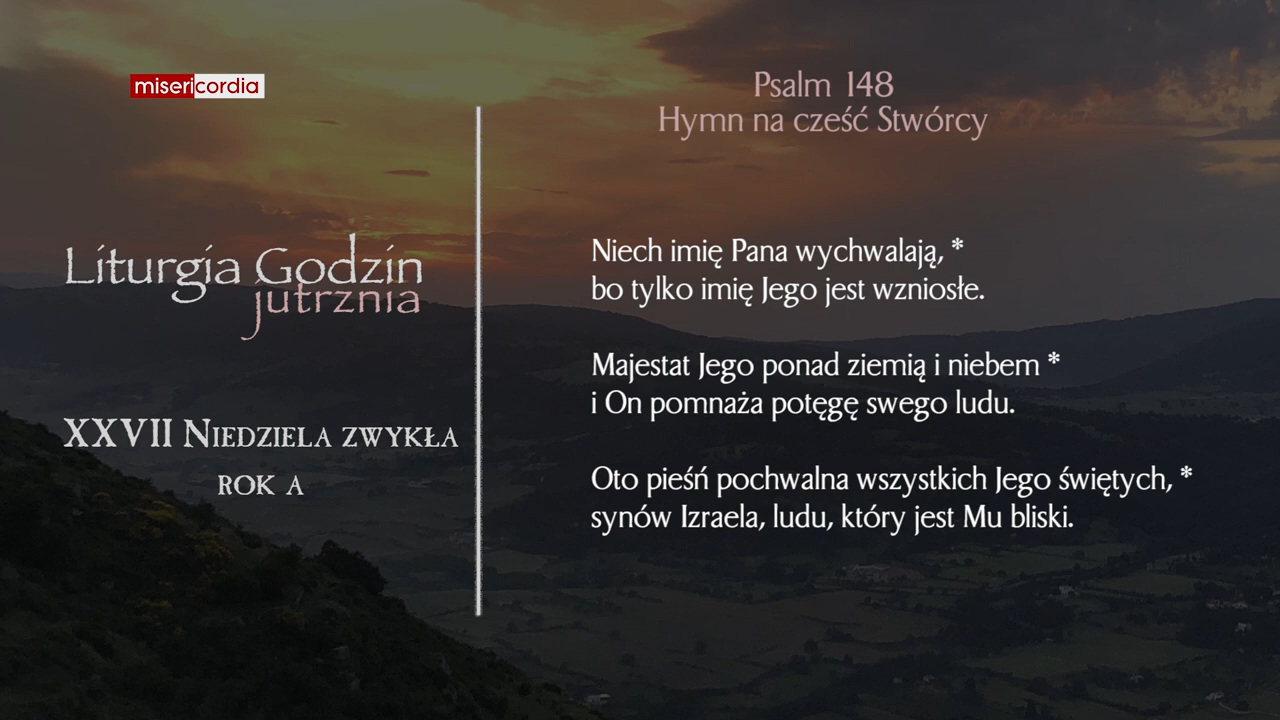 misericordia
Liturgia Godzin
jutrznia
XXVII Niedziela zwykła
rok A
Psalm 148
Hymn na cześć Stwórcy
Niech imię Pana wychwalają, *
bo tylko imię Jego jest wzniosłe.
Majestat Jego ponad ziemią i niebem *
i On pomnaża potęgę swego ludu.
Oto pieśń pochwalna wszystkich Jego świętych, *
synów Izraela, ludu, który jest Mu bliski.